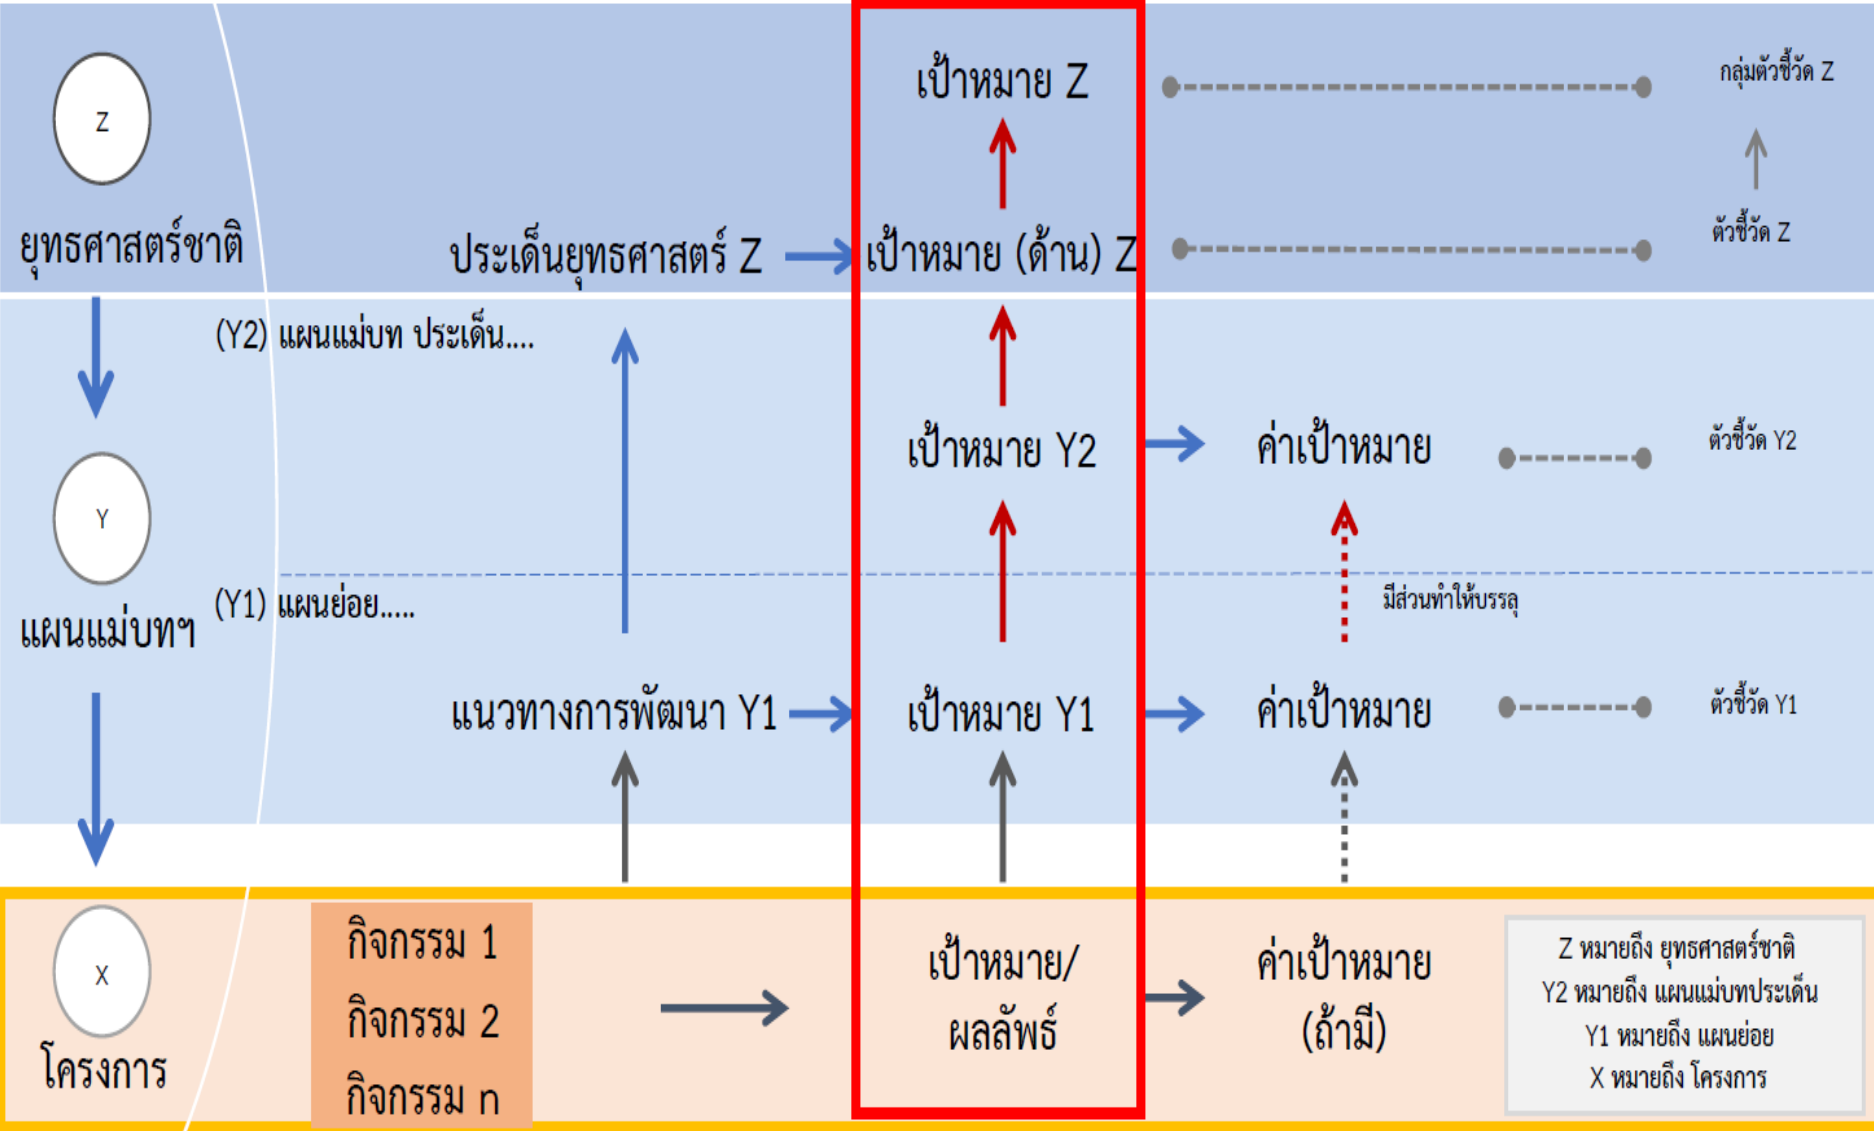 Z
ยุทธศาสตร์ชาติ
เป้าหมาย Z
กลุ่มตัวชี้วัด Z
ประเด็นยุทธศาสตร์ Z
เป้าหมาย (ด้าน) Z
ตัวชี้วัด Z
(Y2) แผนแม่บท ประเด็น....
เป้าหมาย Y2
ค่าเป้าหมาย
ตัวชี้วัด Y2
Y
แผนแม่บทฯ
(Y1) แผนย่อย.....
มีส่วนทำให้บรรลุ
แนวทางการพัฒนา Y1
เป้าหมาย Y1
ค่าเป้าหมาย
ตัวชี้วัด Y1
X
โครงการ
กิจกรรม 1
กิจกรรม 2
กิจกรรม n
เป้าหมาย/
ผลลัพธ์
ค่าเป้าหมาย
(ถ้ามี)
Z หมายถึง ยุทธศาสตร์ชาติ
Y2 หมายถึง แผนแม่บทประเด็น
Y1 หมายถึง แผนย่อย
X หมายถึง โครงการ